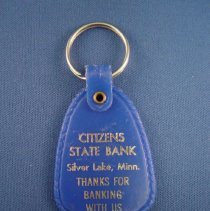 CITIZENS
STATE BANK
Silver Lake, Minn.
THANKS FOR
BANKING
WITH US